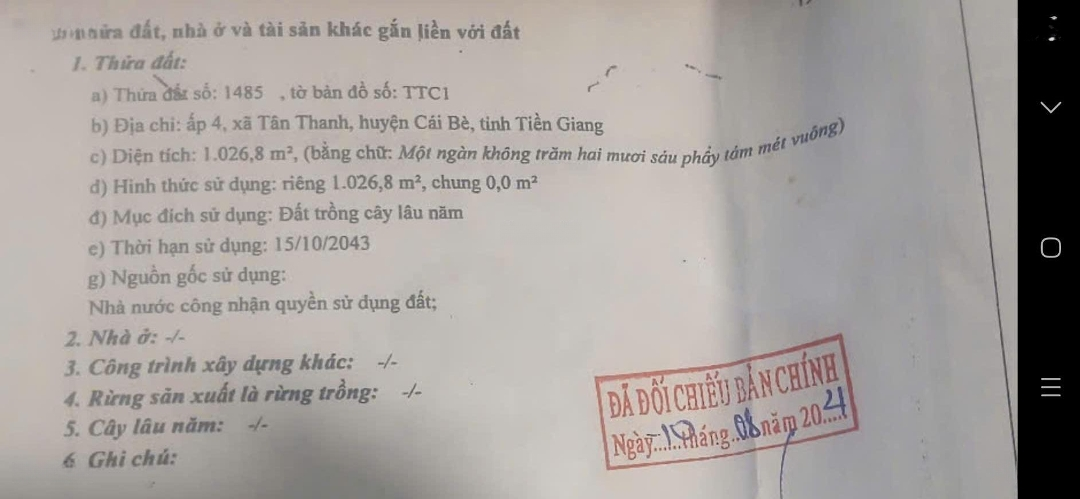 thửa đất, nhà ở và tài sản khác gắn liền với đất
1. Thửa đất:
a) Thửa đất số: 1485 , tờ bản đồ số: TTC1
b) Địa chỉ: ấp 4, xã Tân Thanh, huyện Cái Bè, tỉnh Tiền Giang
c) Diện tích: 1.026,8 m², (bằng chữ: Một ngàn không trăm hai mươi sáu phẩy tám mét vuông)
d) Hình thức sử dụng: riêng 1.026,8 m², chung 0,0 m²
đ) Mục đích sử dụng: Đất trồng cây lâu năm
e) Thời hạn sử dụng: 15/10/2043
g) Nguồn gốc sử dụng:
Nhà nước công nhận quyền sử dụng đất;
2. Nhà ở: -/-
3. Công trình xây dựng khác: -/-
4. Rừng sản xuất là rừng trồng: -/-
5. Cây lâu năm: -/-
6 Ghi chú:
ĐÃ ĐỐI CHIẾU BẢN CHÍNH
Ngày...tháng..08 năm 2024